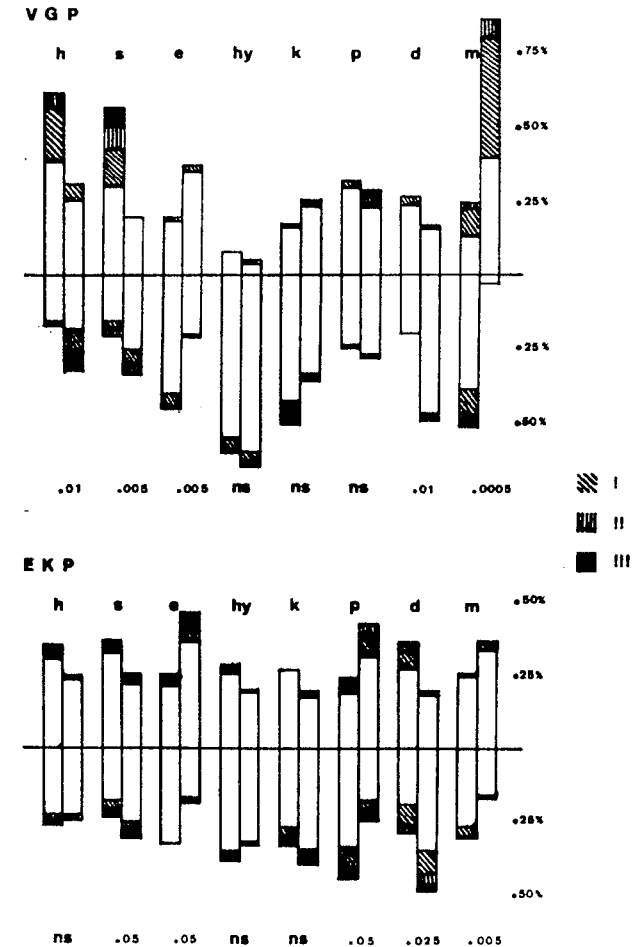 V G P
h s e hy k p d m
.75%
.50%
.25%
.25%
.50%
.01 .005 .005 ns ns ns .01 .0005
I
II
III
E K P
.50%
h s e hy k p d m
.25%
.25%
.50%
ns .05 .05 ns ns .05 .025 .005